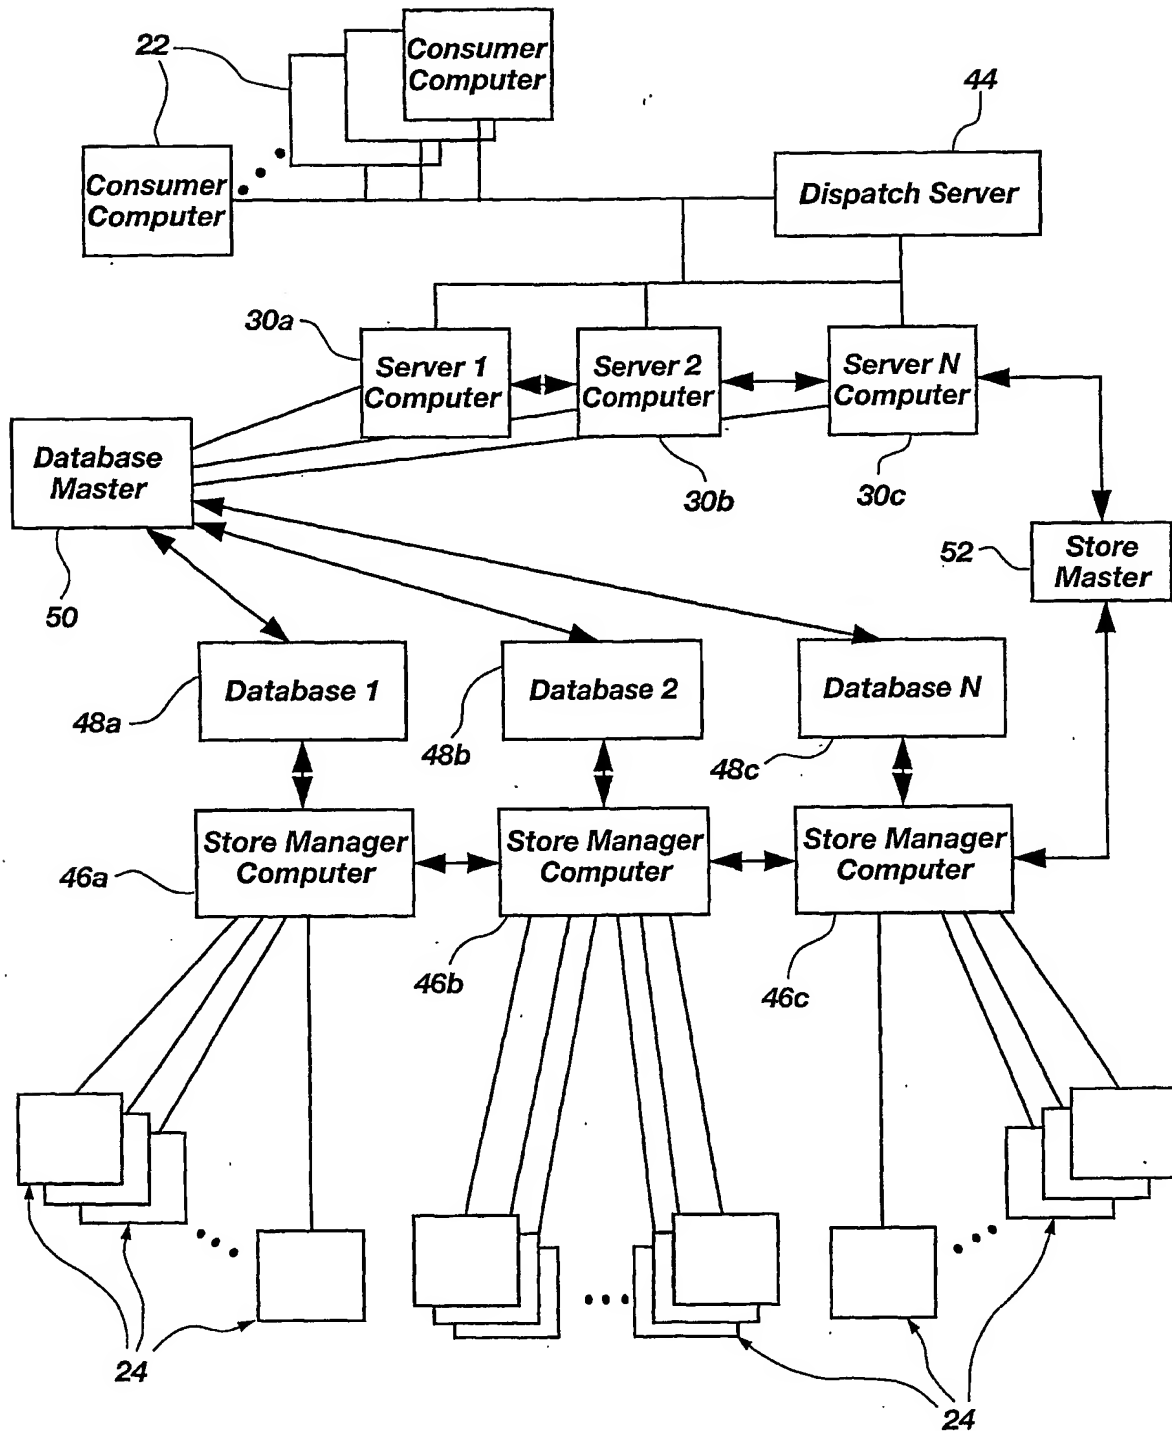 22
Consumer
Computer
44
Consumer
Computer
Dispatch Server
30a
Server 1
Computer
Server 2
Computer
Server N
Computer
Database
Master
30b
30c
52
Store
Master
50
Database 1
Database 2
Database N
48a
48b
48c
Store Manager
Computer
Store Manager
Computer
Store Manager
Computer
46a
46b
46c
24
24